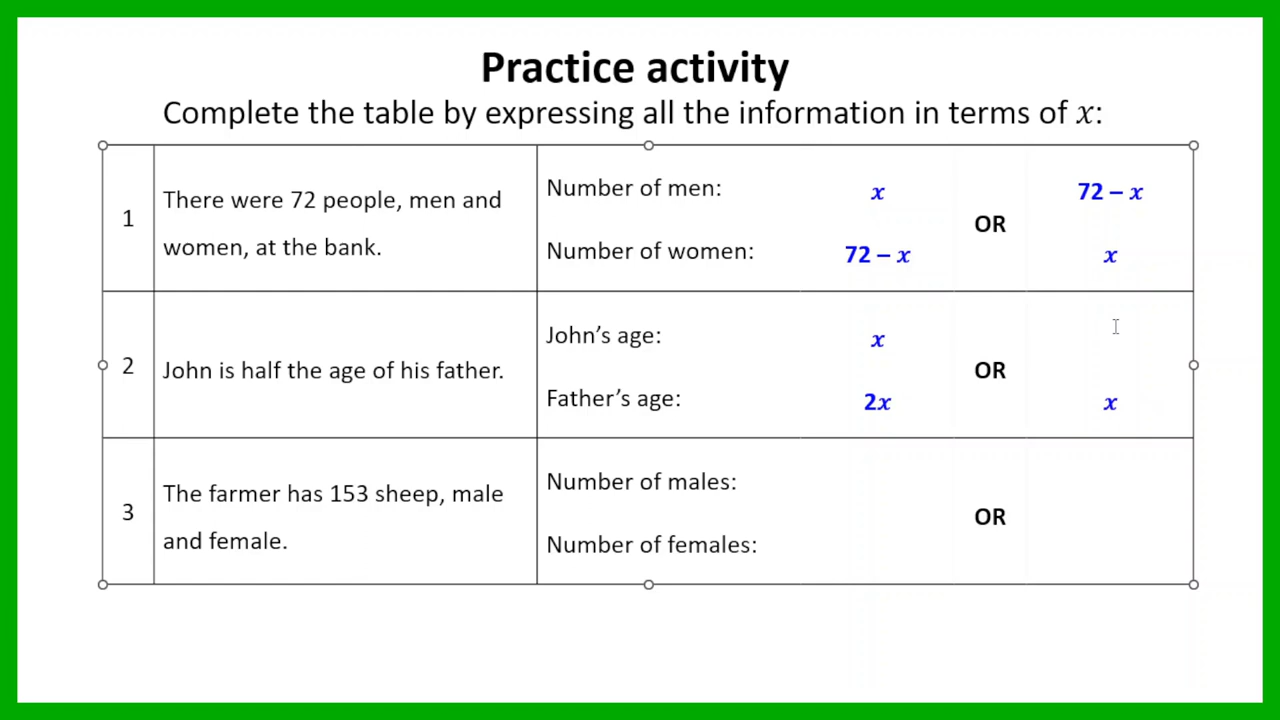 Practice activity
Complete the table by expressing all the information in terms of x:
1
There were 72 people, men and
women, at the bank.
Number of men: x 72 – x
OR
Number of women: 72 – x x
2
John is half the age of his father.
John's age: x
OR
Father's age: 2x x
3
The farmer has 153 sheep, male
and female.
Number of males:
OR
Number of females: